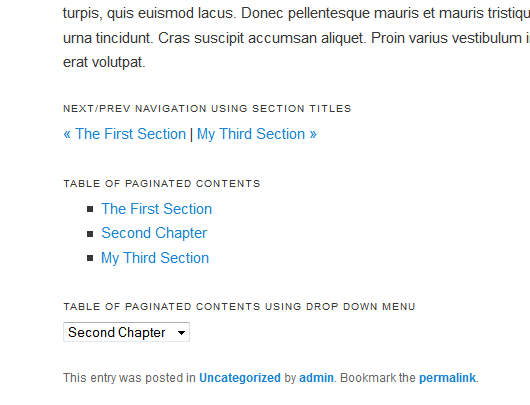 turpis, quis euismod lacus. Donec pellentesque mauris et mauris tristiqu
urna tincidunt. Cras suscipit accumsan aliquet. Proin varius vestibulum i
erat volutpat.
NEXT/PREV NAVIGATION USING SECTION TITLES
« The First Section | My Third Section »
TABLE OF PAGINATED CONTENTS
The First Section
Second Chapter
My Third Section
TABLE OF PAGINATED CONTENTS USING DROP DOWN MENU
Second Chapter
This entry was posted in Uncategorized by admin. Bookmark the permalink.